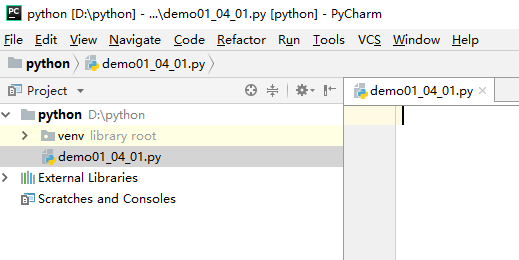 PC python [D:\python] - ...\demo01_04_01.py [python] - PyCharm
File Edit View Navigate Code Refactor Run Tools VCS Window Help
python demo01_04_01.py
Project
demo01_04_01.py
python D:\python
venv library root
demo01_04_01.py
External Libraries
Scratches and Consoles